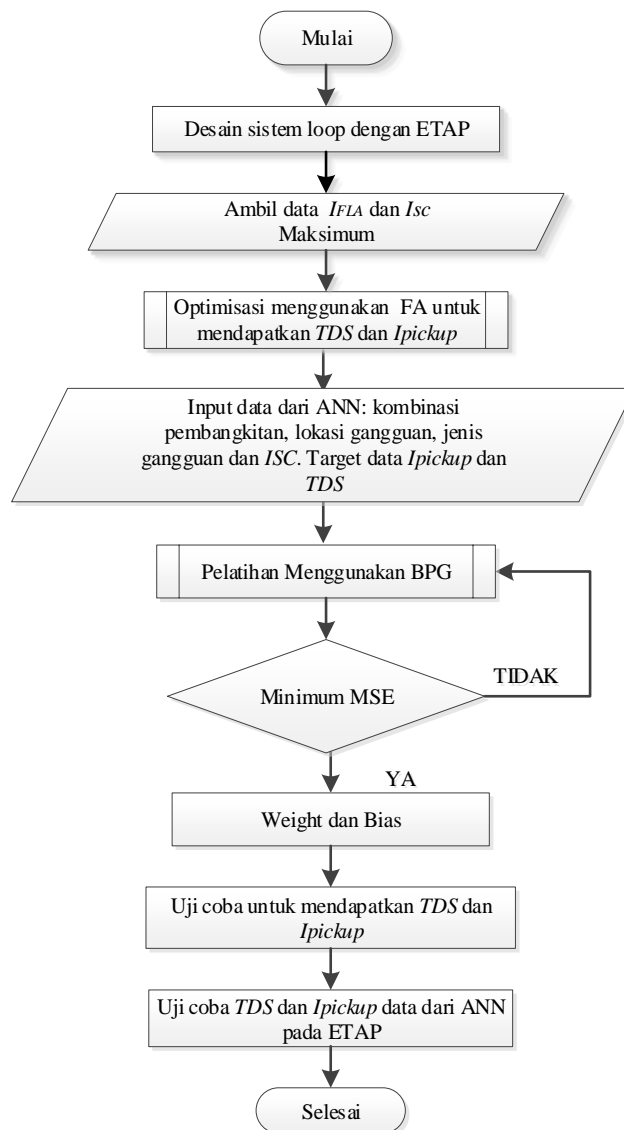 Mulai
Desain sistem loop dengan ETAP
Ambil data IFLA dan Isc
Maksimum
Optimisasi menggunakan FA untuk
mendapatkan TDS dan Ipickup
Input data dari ANN: kombinasi
pembangkitan, lokasi gangguan, jenis
gangguan dan ISC. Target data Ipickup dan
TDS
Pelatihan Menggunakan BPG
Minimum MSE
TIDAK
YA
Weight dan Bias
Uji coba untuk mendapatkan TDS dan
Ipickup
Uji coba TDS dan Ipickup data dari ANN
pada ETAP
Selesai